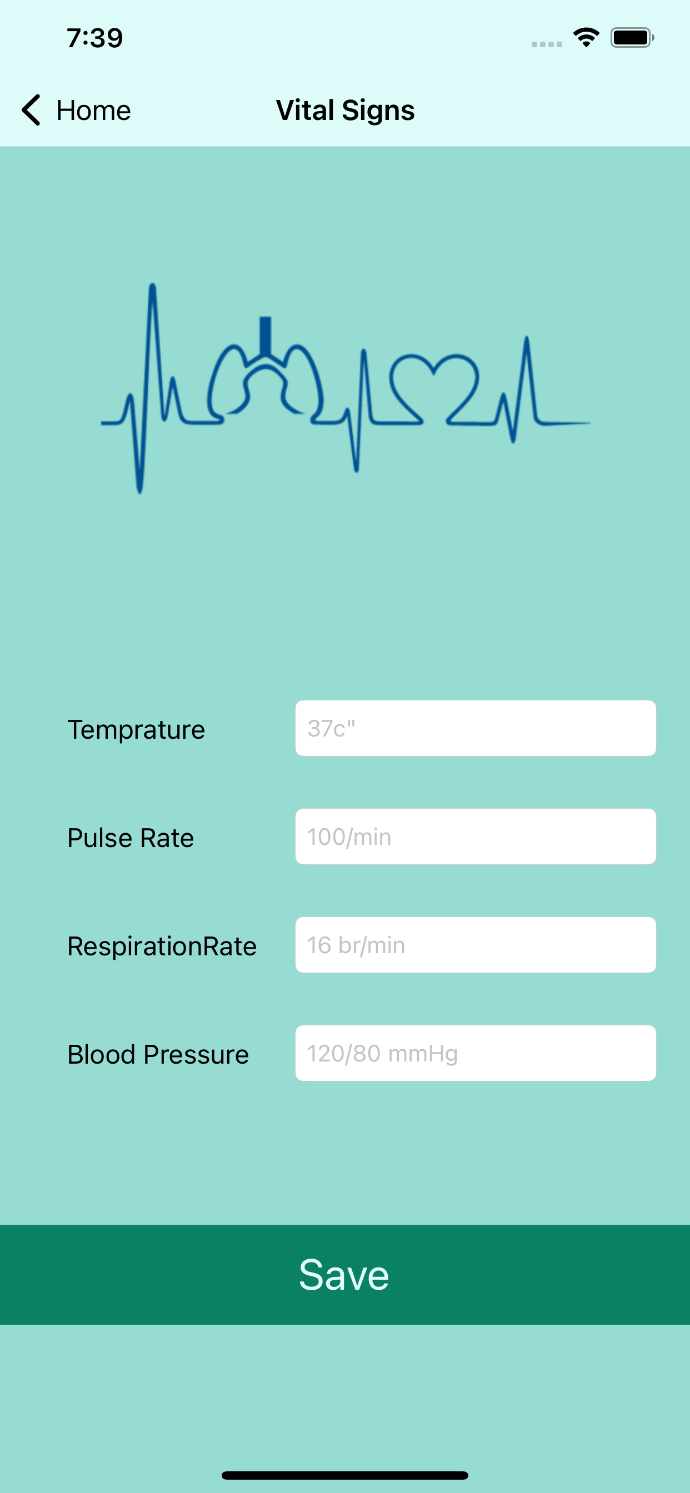 7:39
Home
Vital Signs
Temprature
37c"
Pulse Rate
100/min
RespirationRate
16 br/min
Blood Pressure
120/80 mmHg
Save